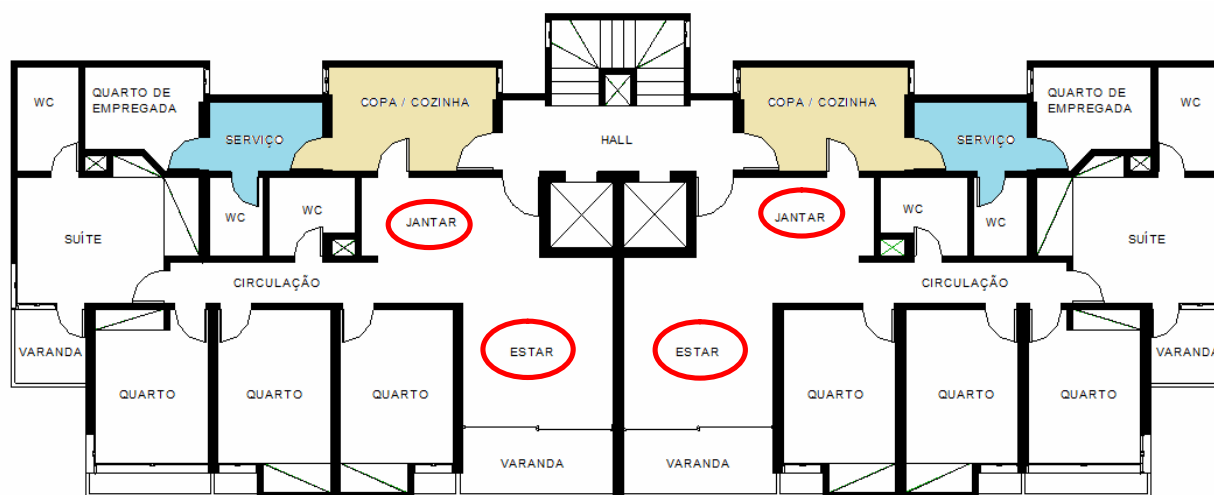 WC
QUARTO DE
EMPREGADA
COPA / COZINHA
COPA / COZINHA
QUARTO DE
EMPREGADA
WC
SERVIÇO
HALL
SERVIÇO
WC
WC
JANTAR
JANTAR
WC
WC
SUÍTE
SUÍTE
CIRCULAÇÃO
CIRCULAÇÃO
VARANDA
ESTAR
ESTAR
VARANDA
QUARTO
QUARTO
QUARTO
QUARTO
QUARTO
QUARTO
VARANDA
VARANDA